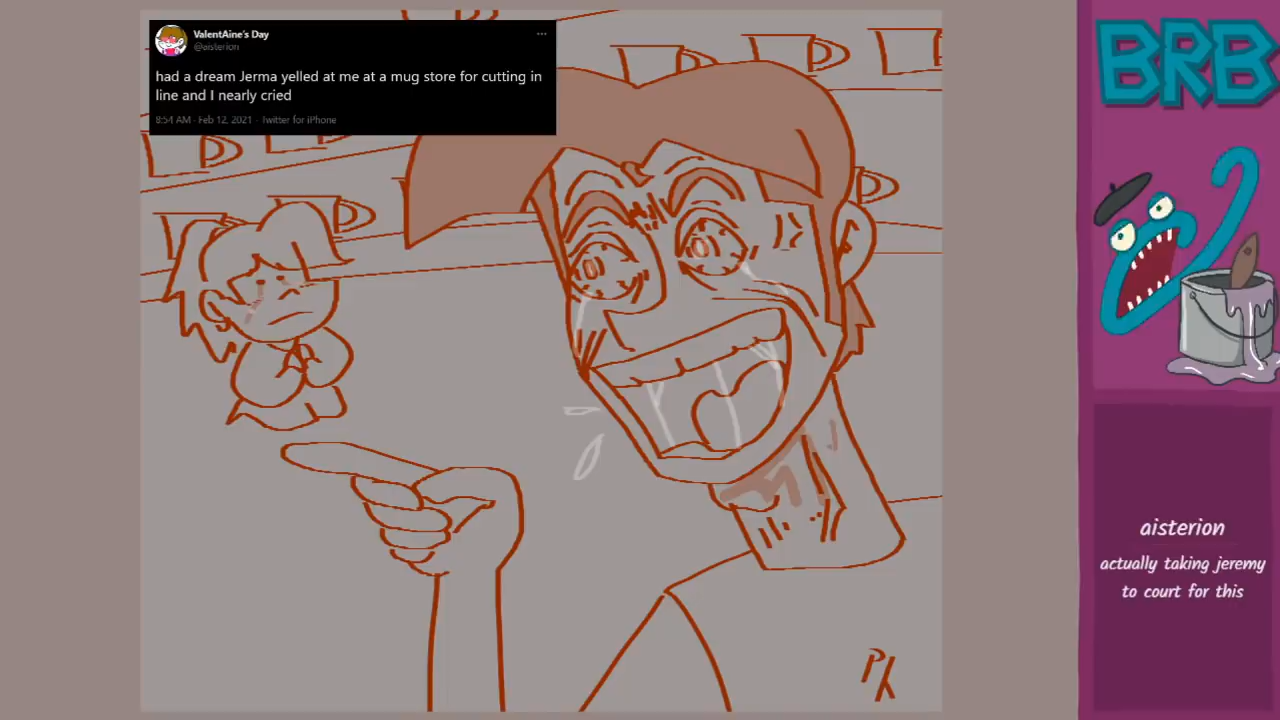 ValentAine's Day
@aisterion
had a dream Jerma yelled at me at a mug store for cutting in
line and I nearly cried
8:54 AM · Feb 12, 2021 · Twitter for iPhone
BRB
aisterion
actually taking jeremy
to court for this